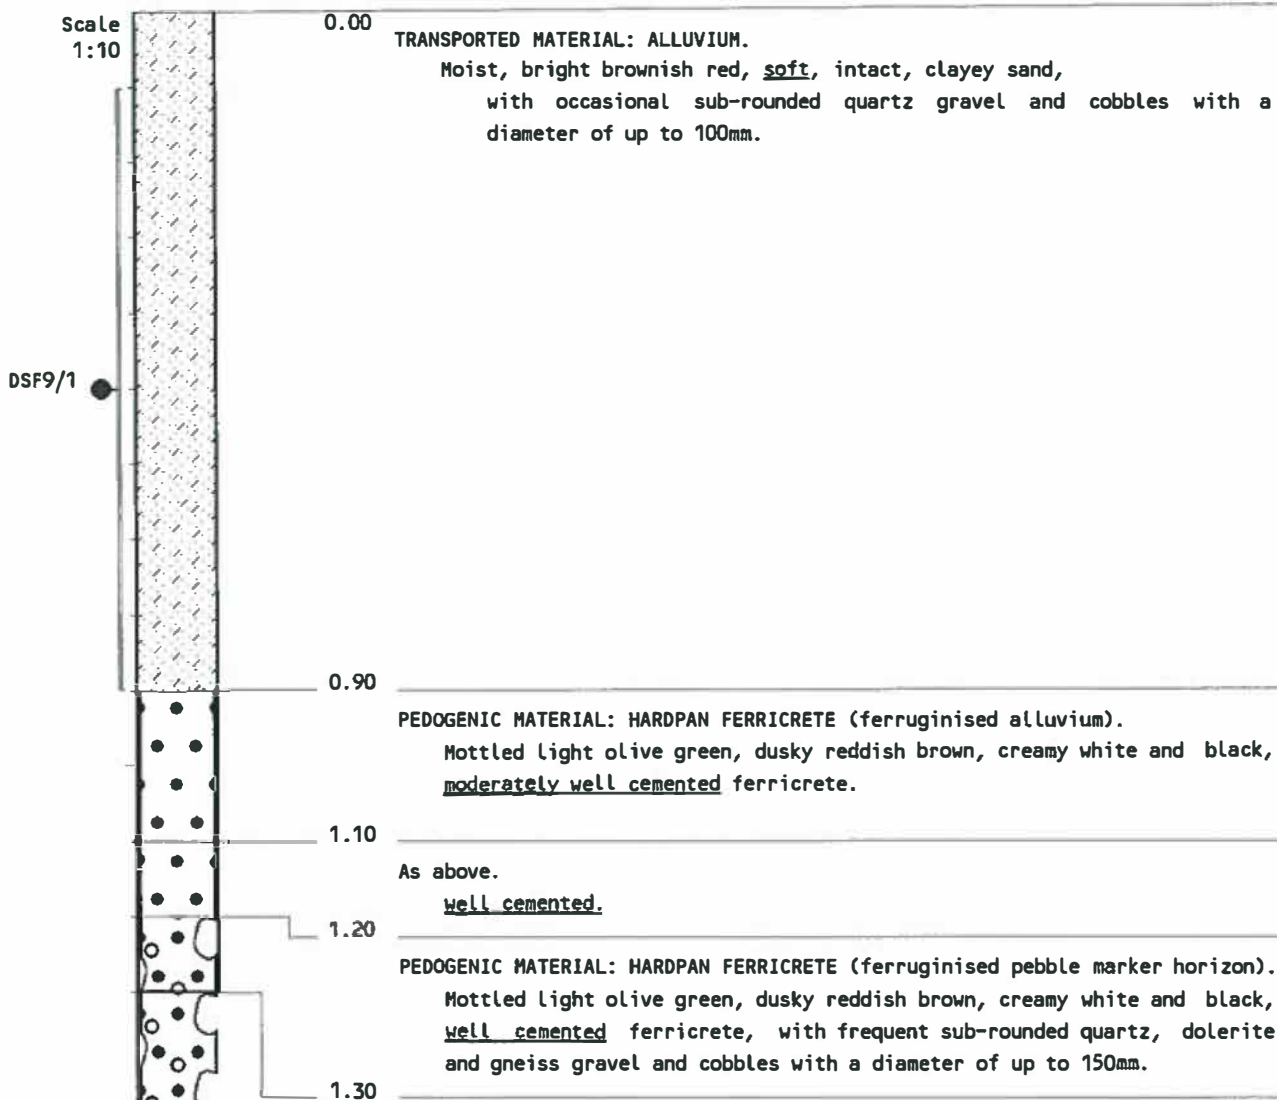 Scale
1:10
0.00
TRANSPORTED MATERIAL: ALLUVIUM.
Moist, bright brownish red, soft, intact, clayey sand,
with occasional sub-rounded quartz gravel and cobbles with a
diameter of up to 100mm.
DSF9/1
0.90
PEDOGENIC MATERIAL: HARDPAN FERRICRETE (ferruginised alluvium).
Mottled light olive green, dusky reddish brown, creamy white and black,
moderately well cemented ferricrete.
1.10
As above.
well cemented.
1.20
PEDOGENIC MATERIAL: HARDPAN FERRICRETE (ferruginised pebble marker horizon).
Mottled light olive green, dusky reddish brown, creamy white and black,
well cemented ferricrete, with frequent sub-rounded quartz, dolerite
and gneiss gravel and cobbles with a diameter of up to 150mm.
1.30